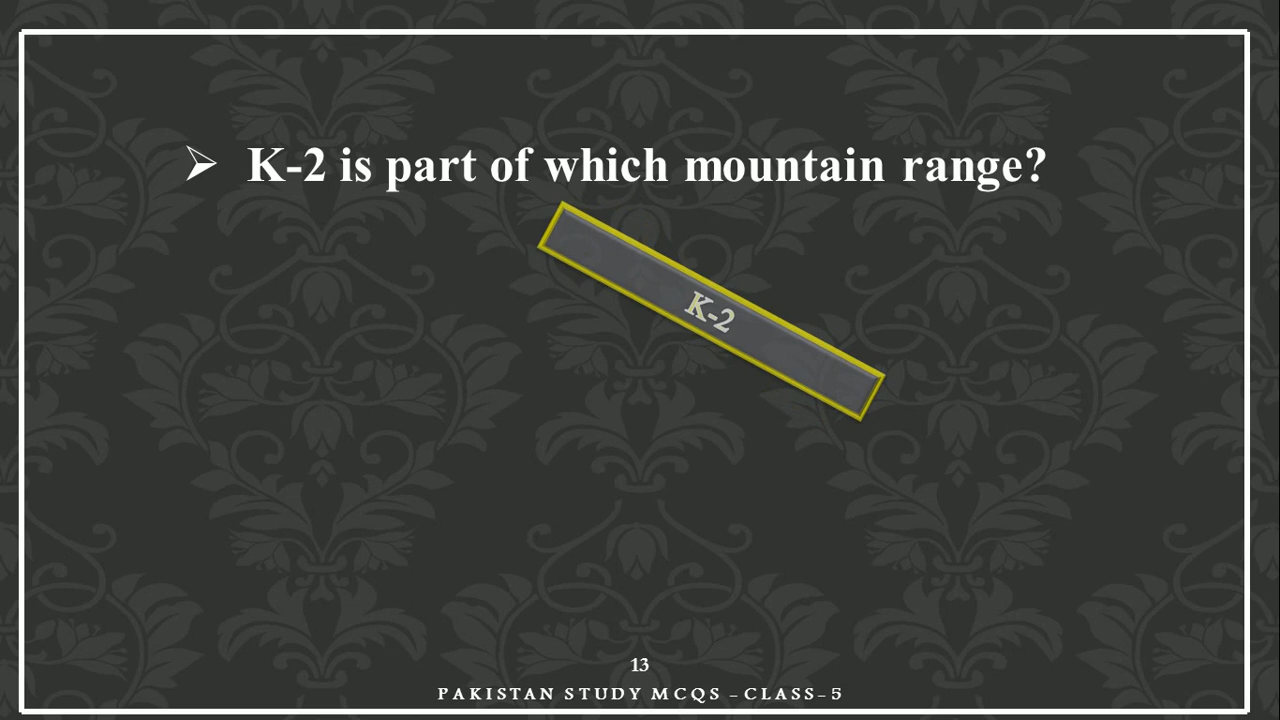 ➢ K-2 is part of which mountain range?
K-2
13
PAKISTAN STUDY MCQS –CLASS-5